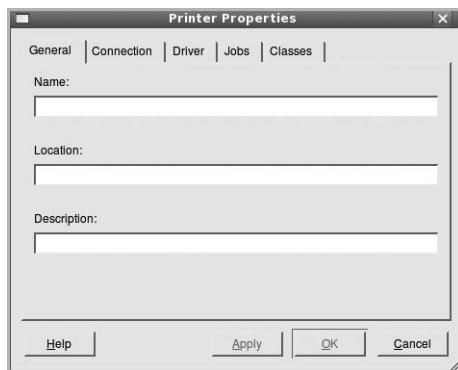 Printer Properties
General Connection Driver Jobs Classes
Name:
Location:
Description:
Help Apply OK Cancel